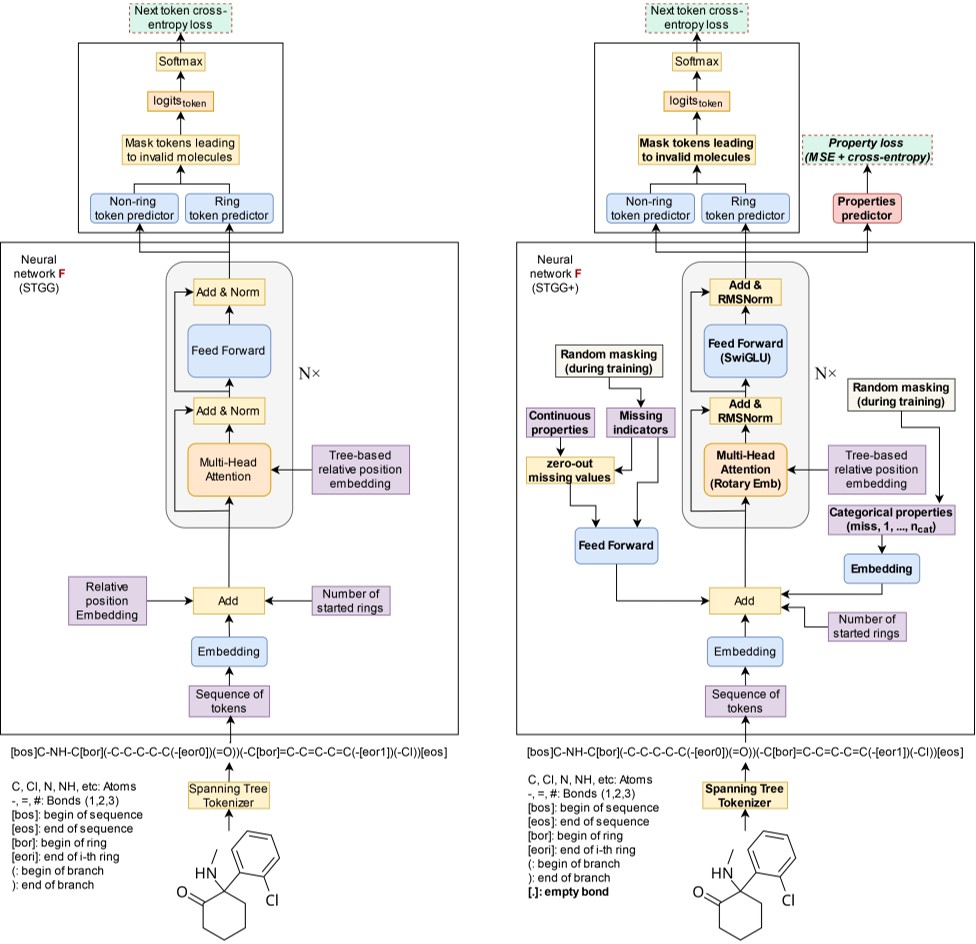 Next token cross-
entropy loss
Softmax
logitstoken
Mask tokens leading
to invalid molecules
Non-ring
token predictor
Ring
token predictor
Neural
network F
(STGG)
Add & Norm
Feed Forward
N×
Add & Norm
Multi-Head
Attention
Tree-based
relative position
embedding
Relative
position
Embedding
Add
Number of
started rings
Embedding
Sequence of
tokens
[bos]C-NH-C[bor](-C-C-C-C-C(-[eor0])(=O))(-C[bor]=C-C=C-C=C(-[eor1])(-Cl))[eos]
C, Cl, N, NH, etc: Atoms
-, =, #: Bonds (1,2,3)
[bos]: begin of sequence
[eos]: end of sequence
[bor]: begin of ring
[eori]: end of i-th ring
(: begin of branch
): end of branch
Spanning Tree
Tokenizer
HN
O
Cl
Next token cross-
entropy loss
Softmax
logitstoken
Mask tokens leading
to invalid molecules
Property loss
(MSE + cross-entropy)
Non-ring
token predictor
Ring
token predictor
Properties
predictor
Neural
network F
(STGG+)
Add &
RMSNorm
Feed Forward
(SwiGLU)
N×
Random masking
(during training)
Random masking
(during training)
Continuous
properties
Missing
indicators
Add &
RMSNorm
zero-out
missing values
Multi-Head
Attention
(Rotary Emb)
Tree-based
relative position
embedding
Categorical properties
(miss, 1, ..., ncat)
Feed Forward
Embedding
Add
Number of
started rings
Embedding
Sequence of
tokens
[bos]C-NH-C[bor](-C-C-C-C-C(-[eor0])(=O))(-C[bor]=C-C=C-C=C(-[eor1])(-Cl))[eos]
C, Cl, N, NH, etc: Atoms
-, =, #: Bonds (1,2,3)
[bos]: begin of sequence
[eos]: end of sequence
[bor]: begin of ring
[eori]: end of i-th ring
(: begin of branch
): end of branch
[.]: empty bond
Spanning Tree
Tokenizer
HN
O
Cl